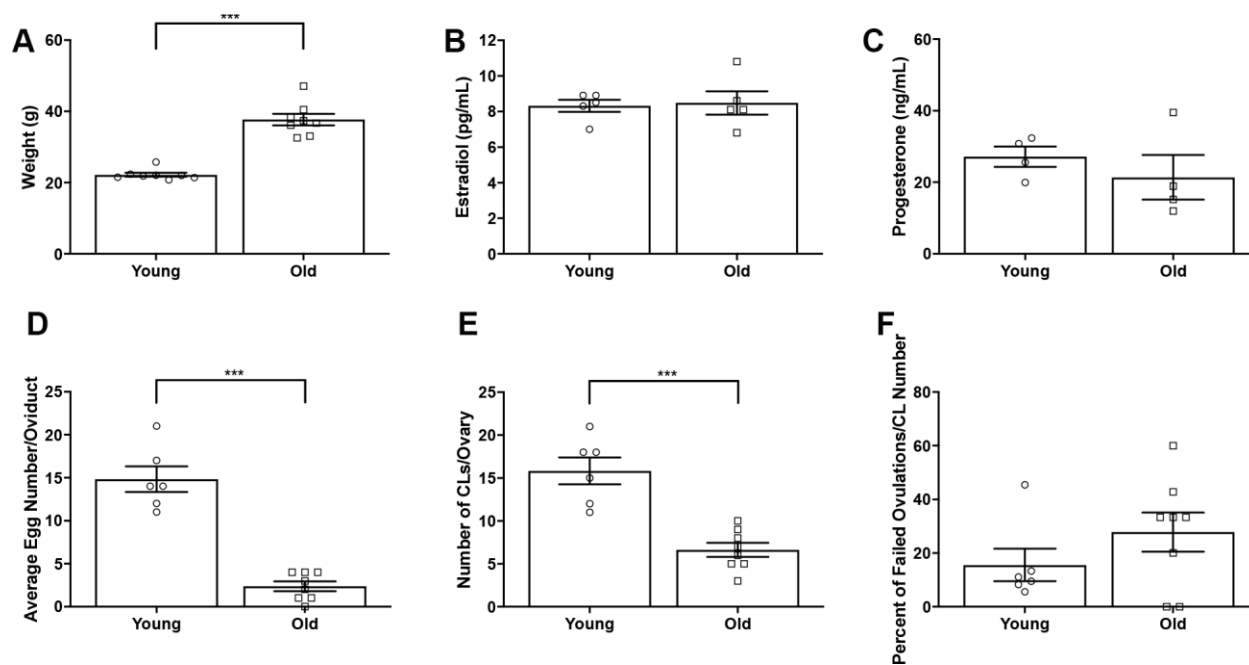 A
***
Weight (g)
60
40
20
0
Young
Old
B
Estradiol (pg/mL)
12
10
8
6
4
2
0
Young
Old
C
Progesterone (ng/mL)
60
40
20
0
Young
Old
D
***
Average Egg Number/Oviduct
25
20
15
10
5
0
Young
Old
E
***
Number of CLs/Ovary
25
20
15
10
5
0
Young
Old
F
Percent of Failed Ovulations/CL Number
80
60
40
20
0
Young
Old